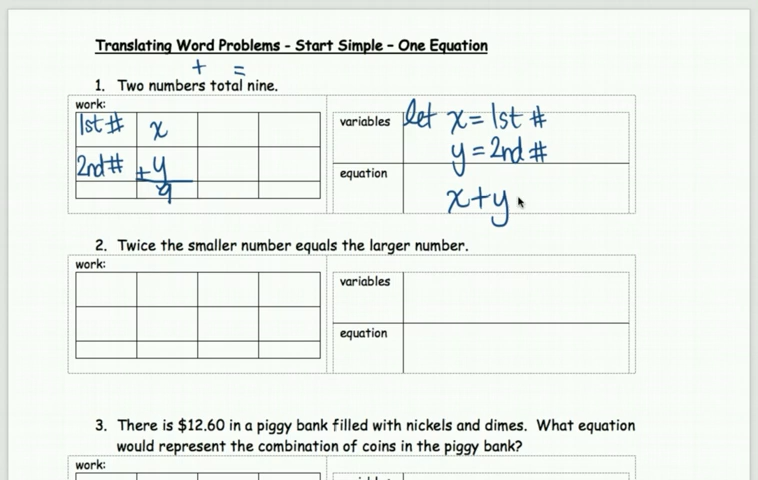 Translating Word Problems - Start Simple - One Equation
+ =
1. Two numbers total nine.
work:
1st # x
2nd # + y
9
variables let x = 1st #
y = 2nd #
equation x + y
2. Twice the smaller number equals the larger number.
work:
variables
equation
3. There is $12.60 in a piggy bank filled with nickels and dimes. What equation
would represent the combination of coins in the piggy bank?
work: